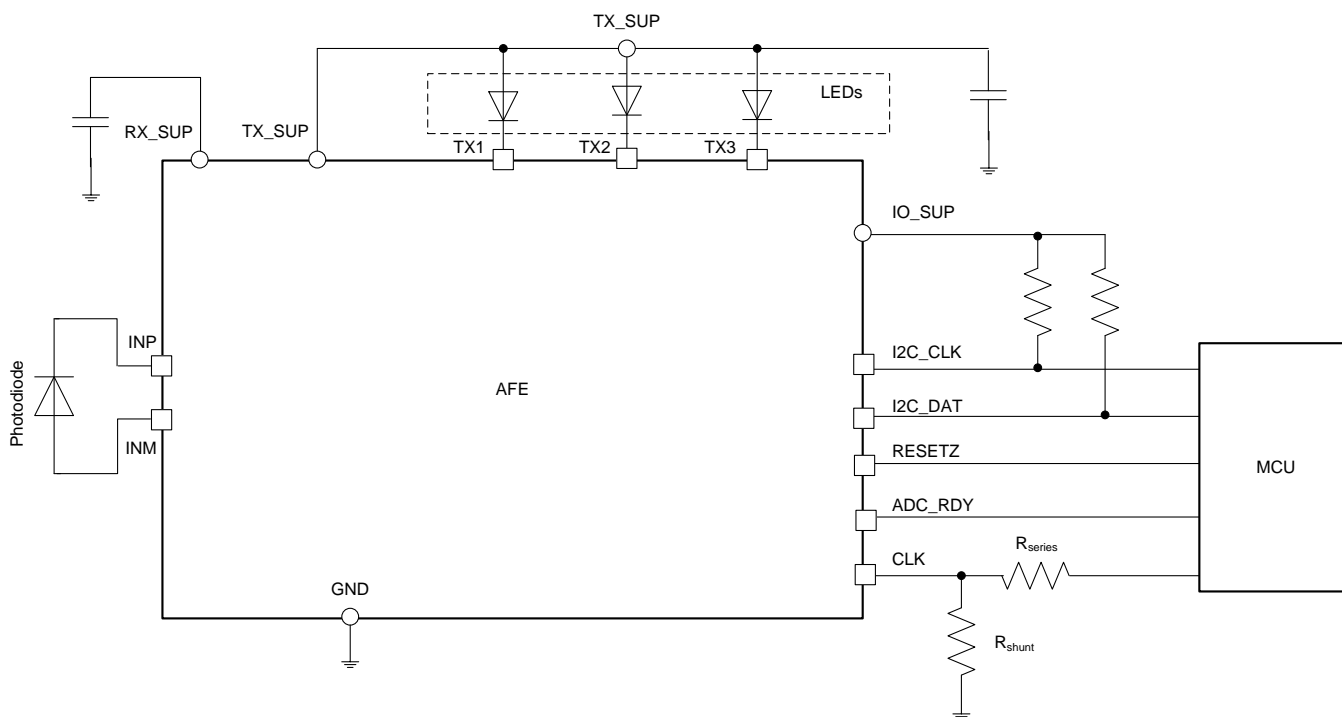 TX_SUP
LEDs
RX_SUP
TX_SUP
TX1
TX2
TX3
IO_SUP
INP
Photodiode
INM
AFE
I2C_CLK
I2C_DAT
RESETZ
MCU
ADC_RDY
CLK
Rseries
Rshunt
GND